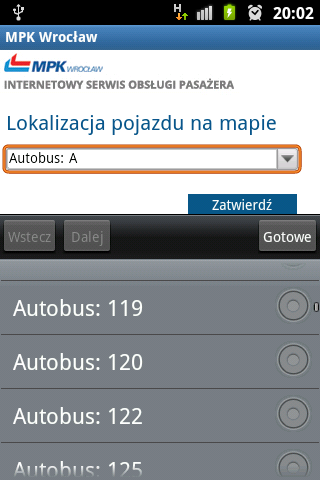 H
20:02
MPK Wrocław
MPK WROCŁAW
INTERNETOWY SERWIS OBSŁUGI PASAŻERA
Lokalizacja pojazdu na mapie
Autobus: A
Zatwierdź
Wstecz Dalej Gotowe
Autobus: 119
Autobus: 120
Autobus: 122
Autobus: 125